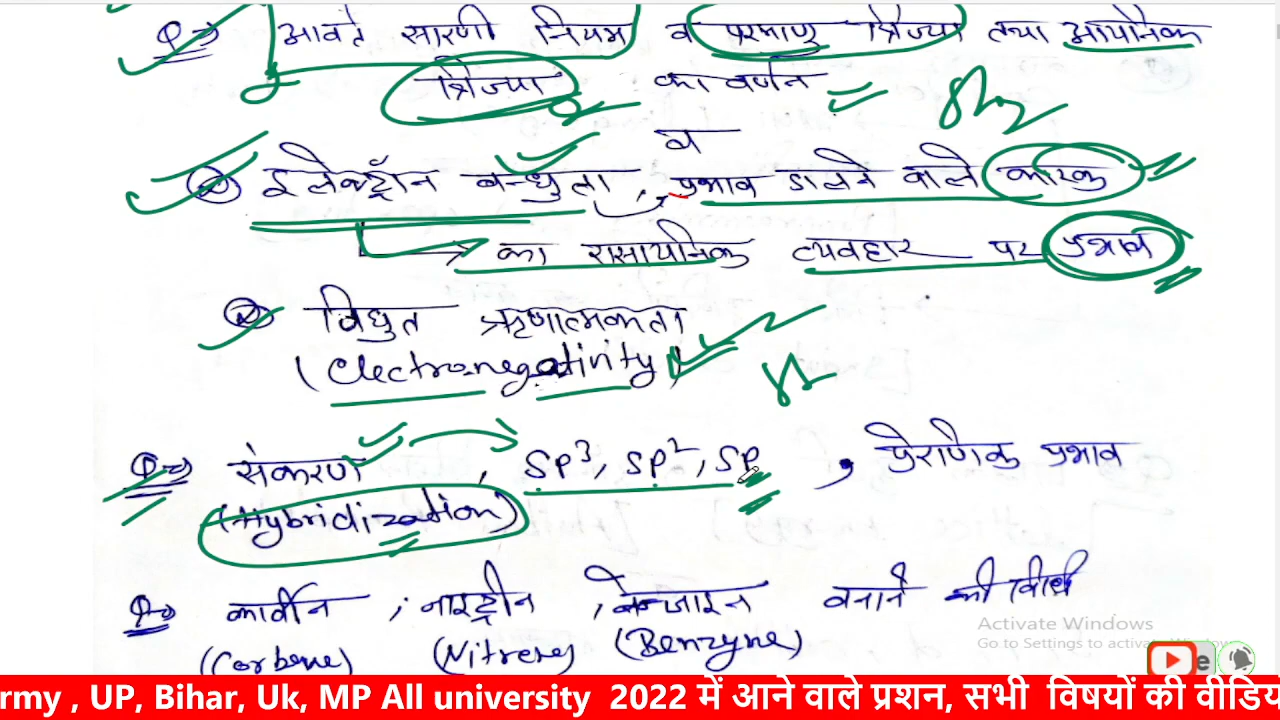 Q⇒ आवर्त सारणी नियम व परमाणु त्रिज्या तथा आयनिक
त्रिज्या का वर्णन
व
इलेक्ट्रॉन बन्धुता, प्रभाव डालने वाले कारक
का रासायनिक व्यवहार पर प्रभाव
विधुत ऋणात्मकता
(Electronegativity)
Q⇒ संकरण, Sp³, Sp², Sp, प्रेरणिक प्रभाव
(Hybridization)
Q⇒ कार्बीन, नाइट्रीन, बेन्जाइन बनाने की विधि
(Carbene) (Nitrene) (Benzyne)
Activate Windows
Go to Settings to activate Windows
rmy , UP, Bihar, Uk, MP All university 2022 में आने वाले प्रशन, सभी विषयों की वीडिय